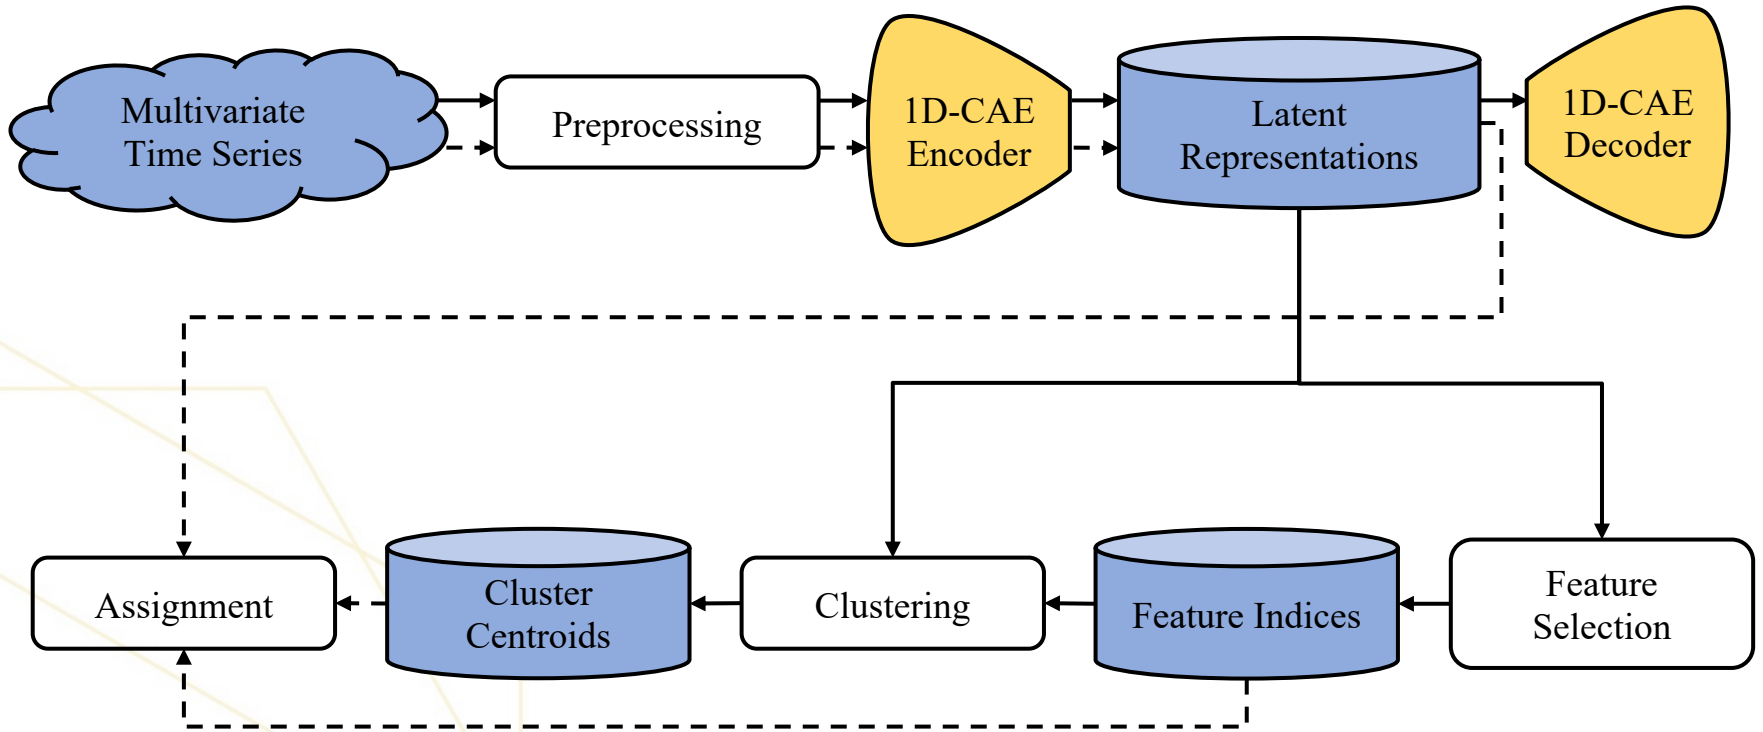 Multivariate
Time Series
Preprocessing
1D-CAE
Encoder
Latent
Representations
1D-CAE
Decoder
Assignment
Cluster
Centroids
Clustering
Feature Indices
Feature
Selection